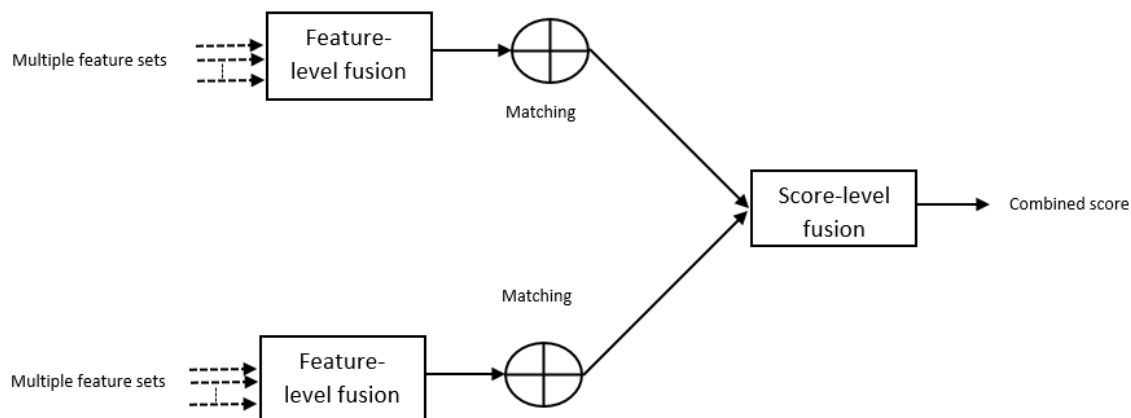 Multiple feature sets
Feature-
level fusion
Matching
Score-level
fusion
Combined score
Matching
Multiple feature sets
Feature-
level fusion